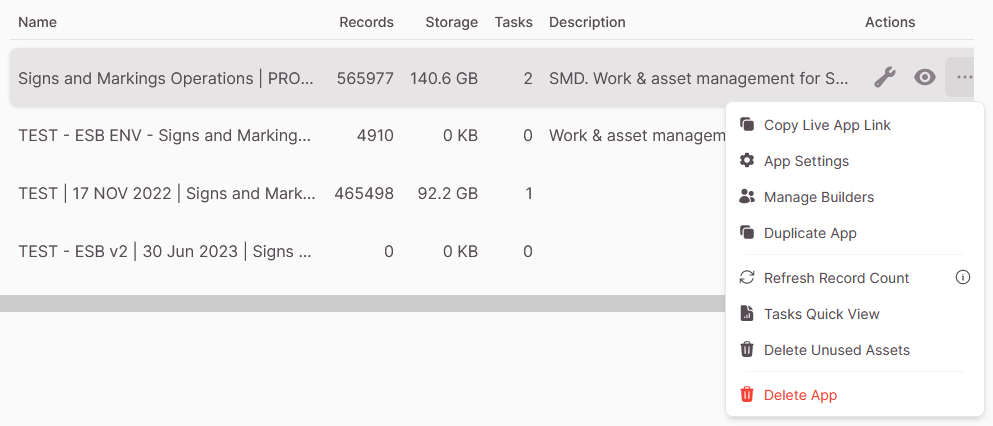 Name Records Storage Tasks Description Actions
Signs and Markings Operations | PRO... 565977 140.6 GB 2 SMD. Work & asset management for S...
TEST - ESB ENV - Signs and Marking... 4910 0 KB 0 Work & asset managem
TEST | 17 NOV 2022 | Signs and Mark... 465498 92.2 GB 1
TEST - ESB v2 | 30 Jun 2023 | Signs ... 0 0 KB 0
Copy Live App Link
App Settings
Manage Builders
Duplicate App
Refresh Record Count
Tasks Quick View
Delete Unused Assets
Delete App